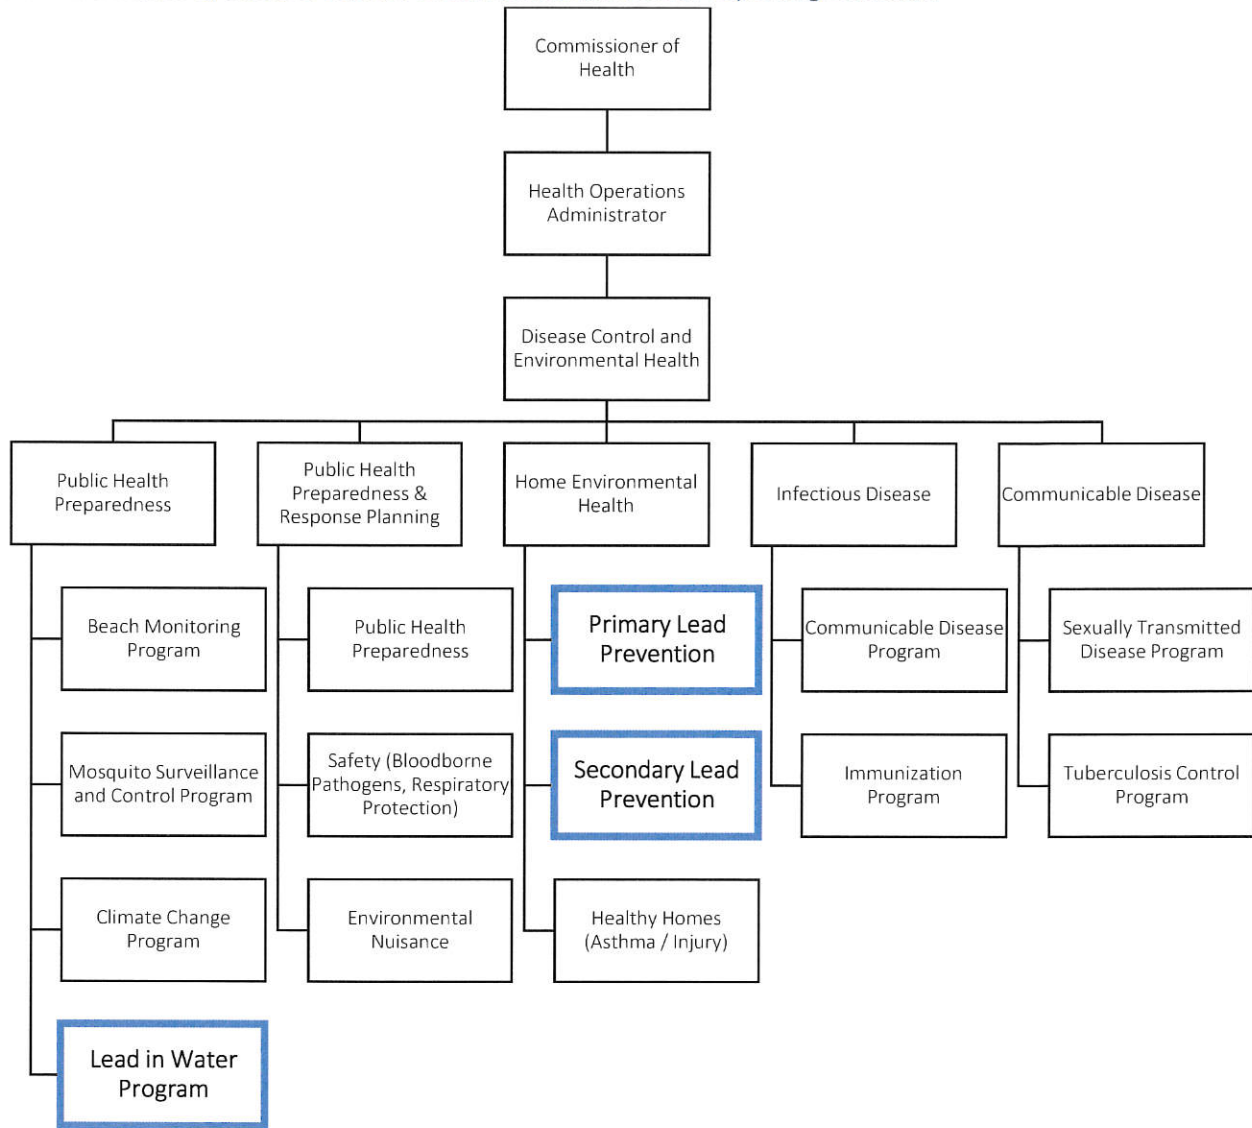 Commissioner of
Health
Health Operations
Administrator
Disease Control and
Environmental Health
Public Health
Preparedness
Public Health
Preparedness &
Response Planning
Home Environmental
Health
Infectious Disease
Communicable Disease
Beach Monitoring
Program
Mosquito Surveillance
and Control Program
Climate Change
Program
Lead in Water
Program
Public Health
Preparedness
Safety (Bloodborne
Pathogens, Respiratory
Protection)
Environmental
Nuisance
Primary Lead
Prevention
Secondary Lead
Prevention
Healthy Homes
(Asthma / Injury)
Communicable Disease
Program
Immunization
Program
Sexually Transmitted
Disease Program
Tuberculosis Control
Program